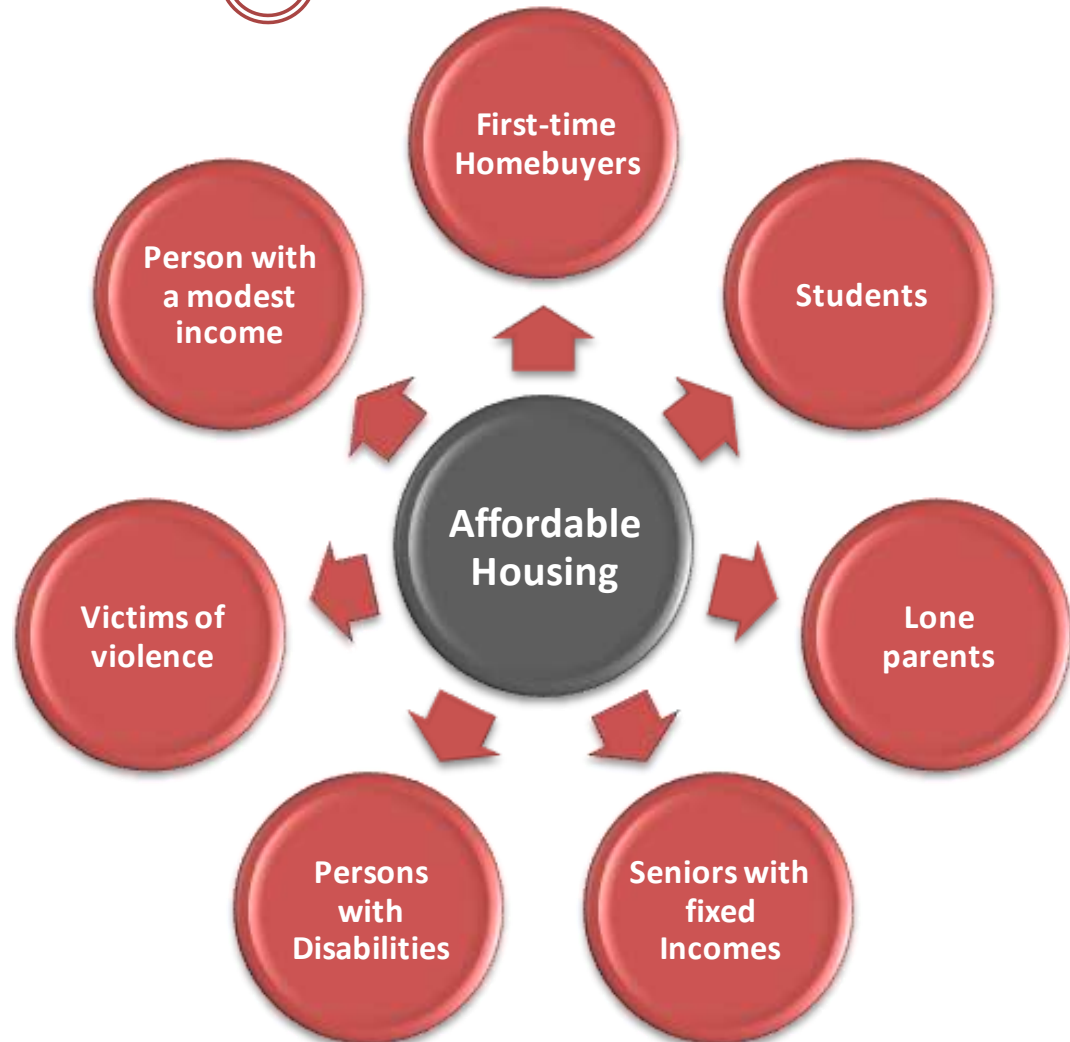 First-time
Homebuyers
Students
Lone
parents
Seniors with
fixed
Incomes
Persons
with
Disabilities
Victims of
violence
Person with
a modest
income
Affordable
Housing